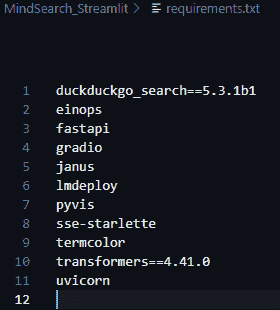 MindSearch_Streamlit > requirements.txt
1 duckduckgo_search==5.3.1b1
2 einops
3 fastapi
4 gradio
5 janus
6 lmdeploy
7 pyvis
8 sse-starlette
9 termcolor
10 transformers==4.41.0
11 uvicorn
12